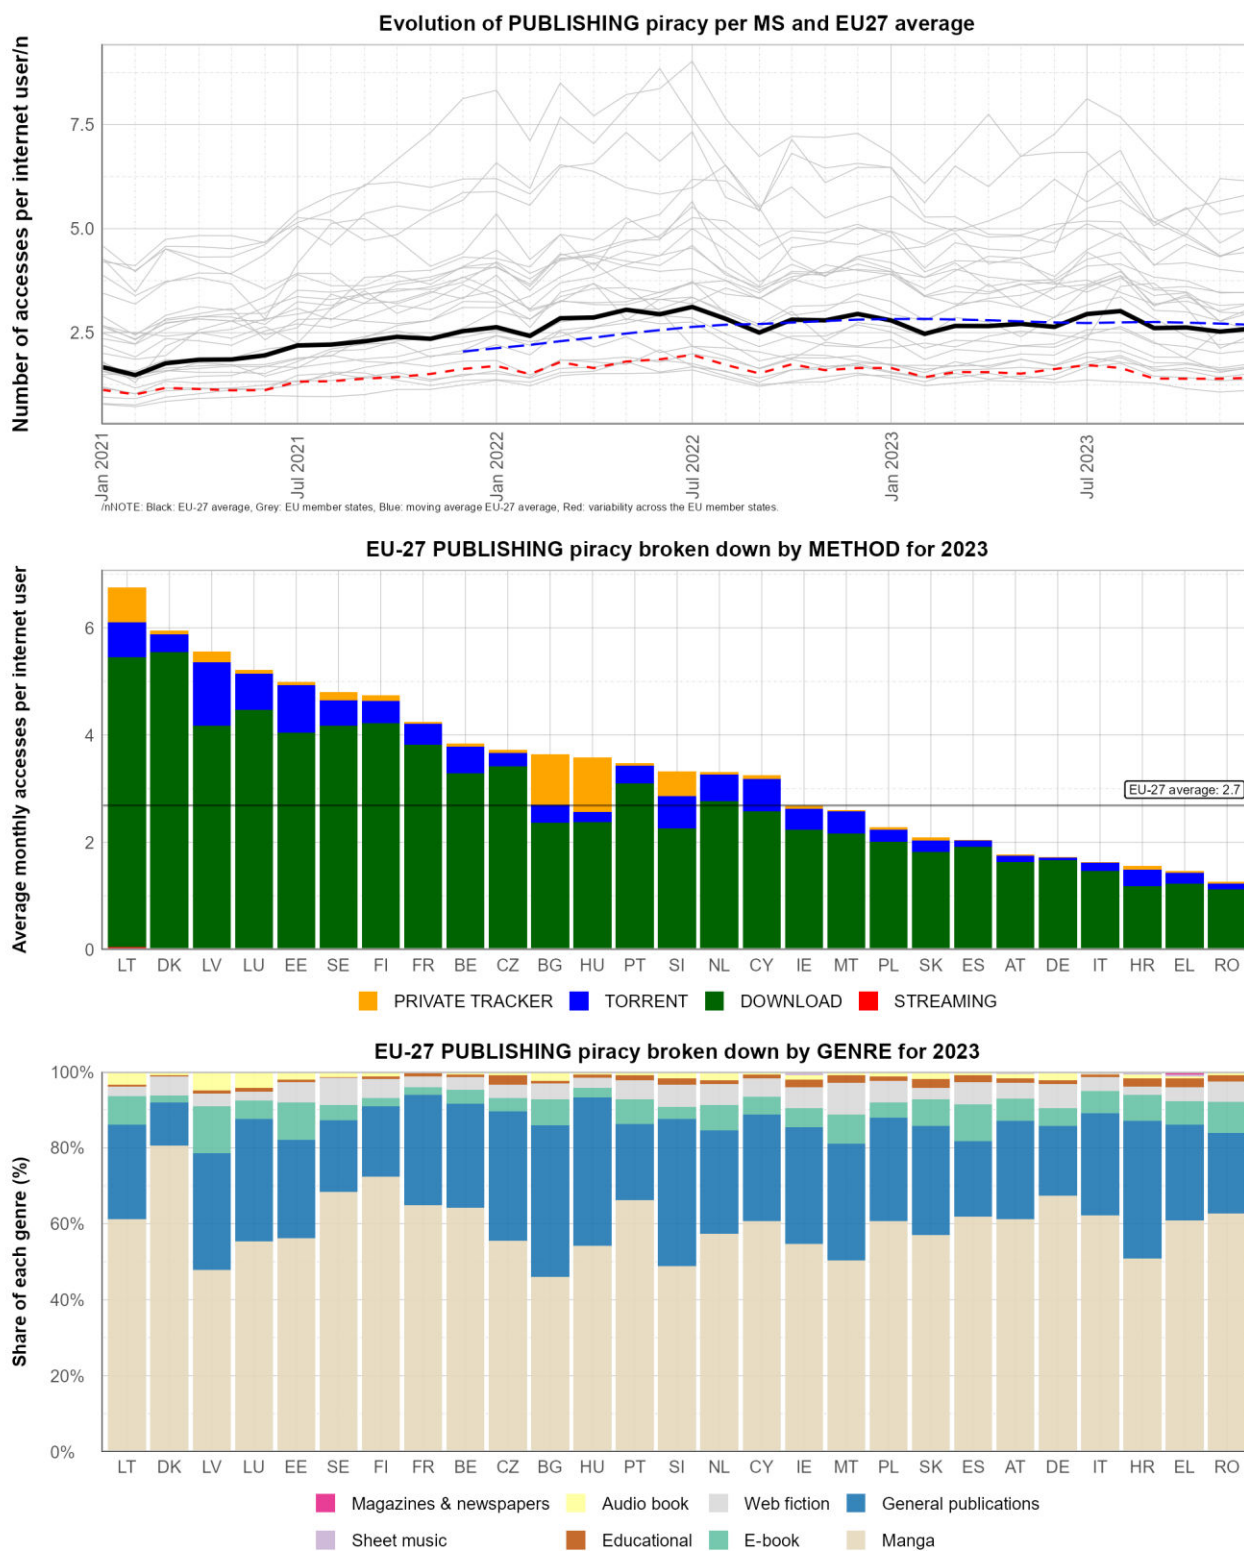 Evolution of PUBLISHING piracy per MS and EU27 average
Number of accesses per internet user/n
7.5
5.0
2.5
Jan 2021
Jul 2021
Jan 2022
Jul 2022
Jan 2023
Jul 2023
/nNOTE: Black: EU-27 average, Grey: EU member states, Blue: moving average EU-27 average, Red: variability across the EU member states.
EU-27 PUBLISHING piracy broken down by METHOD for 2023
Average monthly accesses per internet user
6
4
2
0
EU-27 average: 2.7
LT DK LV LU EE SE FI FR BE CZ BG HU PT SI NL CY IE MT PL SK ES AT DE IT HR EL RO
PRIVATE TRACKER TORRENT DOWNLOAD STREAMING
EU-27 PUBLISHING piracy broken down by GENRE for 2023
Share of each genre (%)
100%
80%
60%
40%
20%
0%
LT DK LV LU EE SE FI FR BE CZ BG HU PT SI NL CY IE MT PL SK ES AT DE IT HR EL RO
Magazines & newspapers Audio book Web fiction General publications
Sheet music Educational E-book Manga